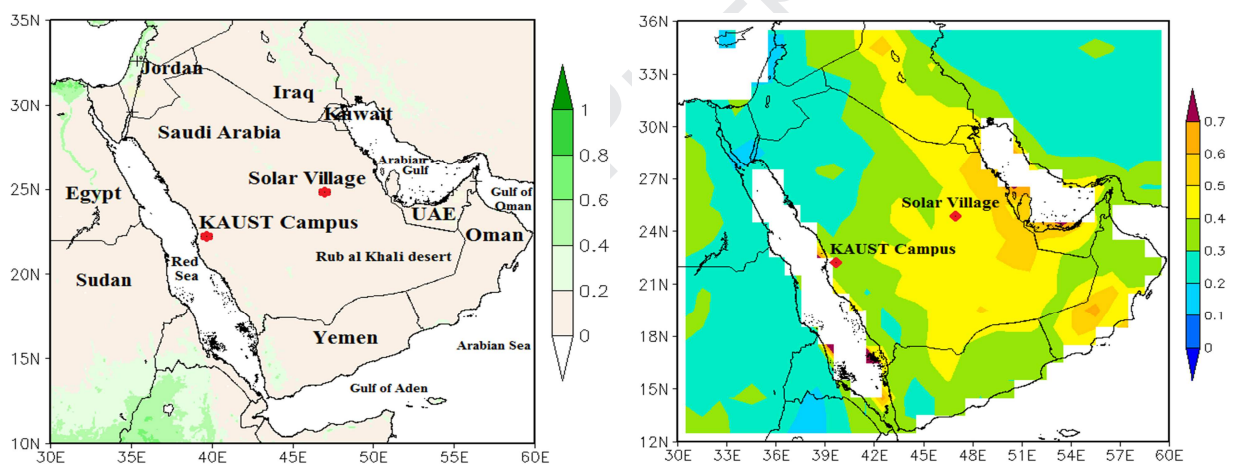 35N
30N
25N
20N
15N
10N
30E
35E
40E
45E
50E
55E
60E
Jordan
Iraq
Kuwait
Saudi Arabia
Arabian
Gulf
Solar Village
Egypt
Gulf of
Oman
UAE
KAUST Campus
Oman
Rub al Khali desert
Red
Sea
Sudan
Yemen
Arabian Sea
Gulf of Aden
1
0.8
0.6
0.4
0.2
0
36N
33N
30N
27N
24N
21N
18N
15N
12N
30E
33E
36E
39E
42E
45E
48E
51E
54E
57E
60E
Solar Village
KAUST Campus
0.7
0.6
0.5
0.4
0.3
0.2
0.1
0